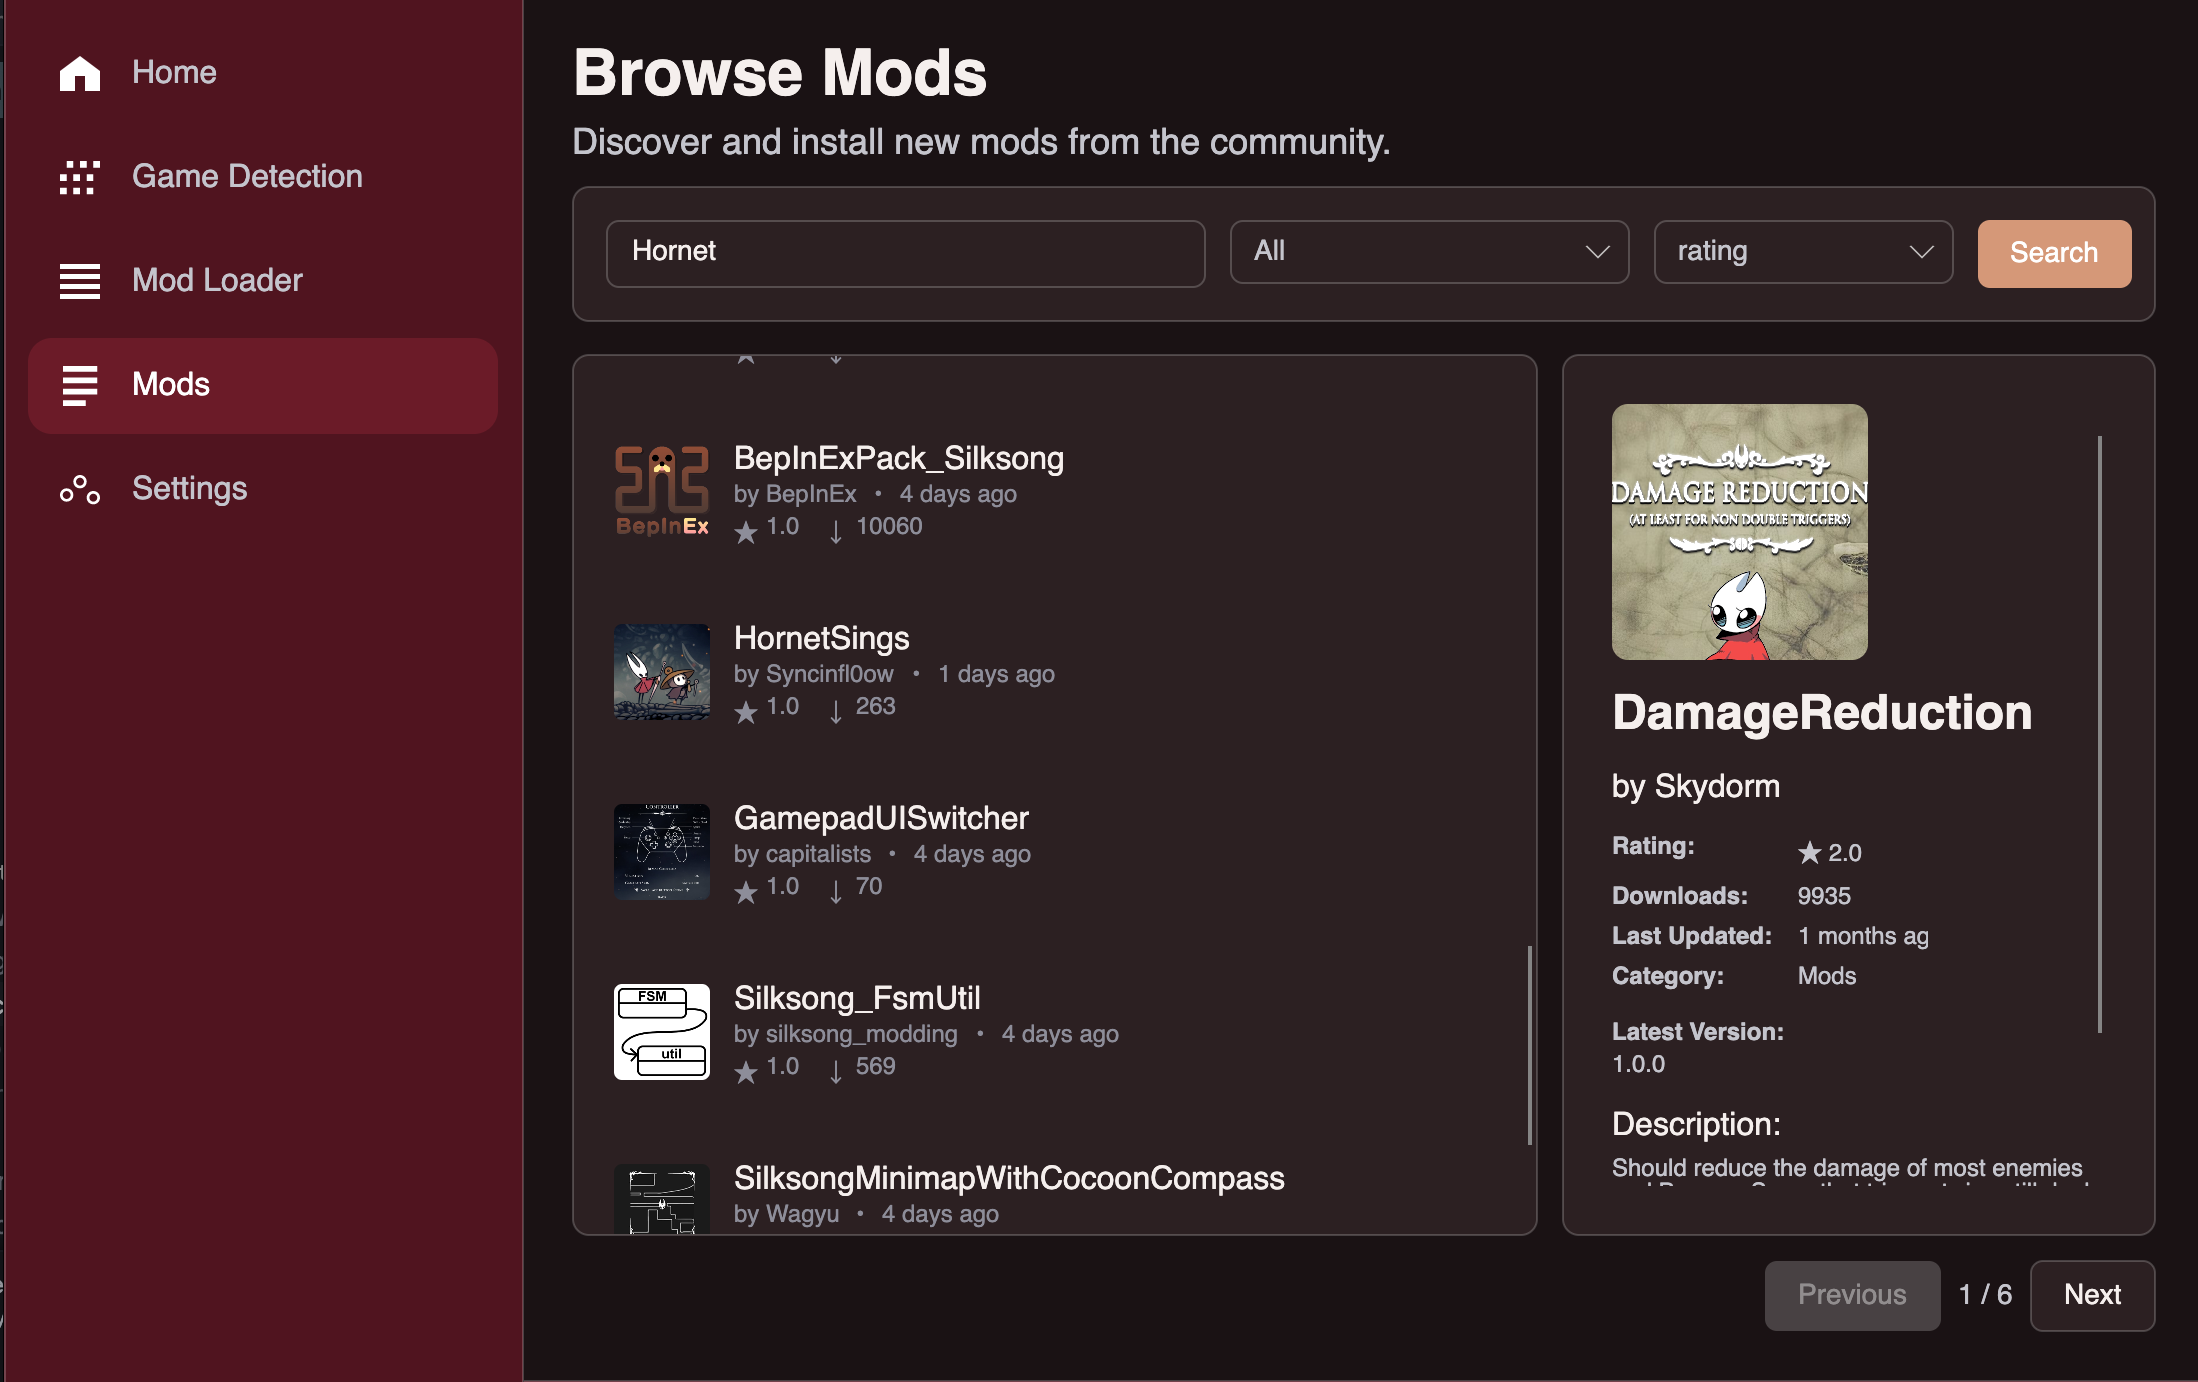 Home
Game Detection
Mod Loader
Mods
Settings
Browse Mods
Discover and install new mods from the community.
Hornet
All
rating
Search
BepInExPack_Silksong
by BepInEx • 4 days ago
★ 1.0 ↓ 10060
BepInEx
HornetSings
by Syncinfl0ow • 1 days ago
★ 1.0 ↓ 263
CONTROLLER
GamepadUISwitcher
by capitalists • 4 days ago
★ 1.0 ↓ 70
FSM
util
Silksong_FsmUtil
by silksong_modding • 4 days ago
★ 1.0 ↓ 569
SilksongMinimapWithCocoonCompass
by Wagyu • 4 days ago
DAMAGE REDUCTION
(AT LEAST FOR NON DOUBLE TRIGGERS)
DamageReduction
by Skydorm
Rating: ★ 2.0
Downloads: 9935
Last Updated: 1 months ag
Category: Mods
Latest Version:
1.0.0
Description:
Should reduce the damage of most enemies
Previous
1 / 6
Next